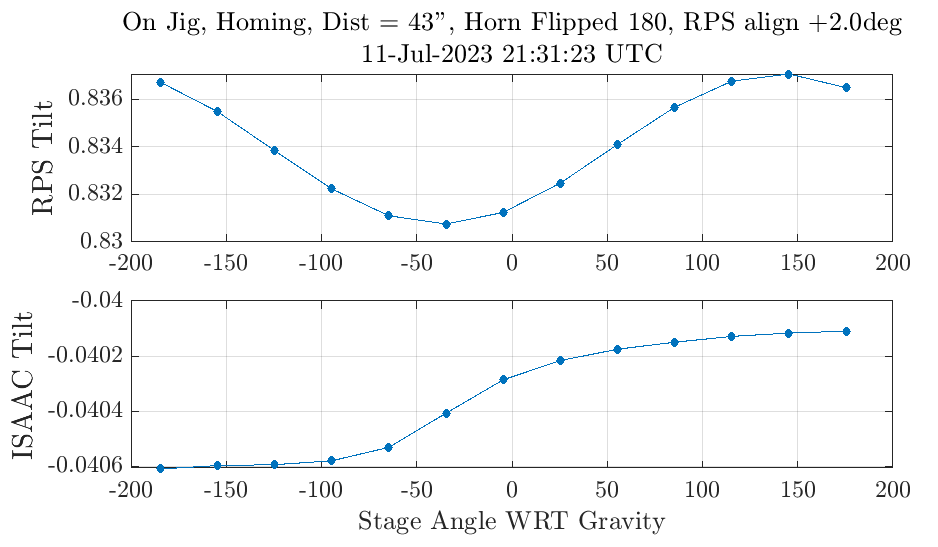 On Jig, Homing, Dist = 43", Horn Flipped 180, RPS align +2.0deg
11-Jul-2023 21:31:23 UTC
RPS Tilt
0.836
0.834
0.832
0.83
-200 -150 -100 -50 0 50 100 150 200
ISAAC Tilt
-0.04
-0.0402
-0.0404
-0.0406
-200 -150 -100 -50 0 50 100 150 200
Stage Angle WRT Gravity